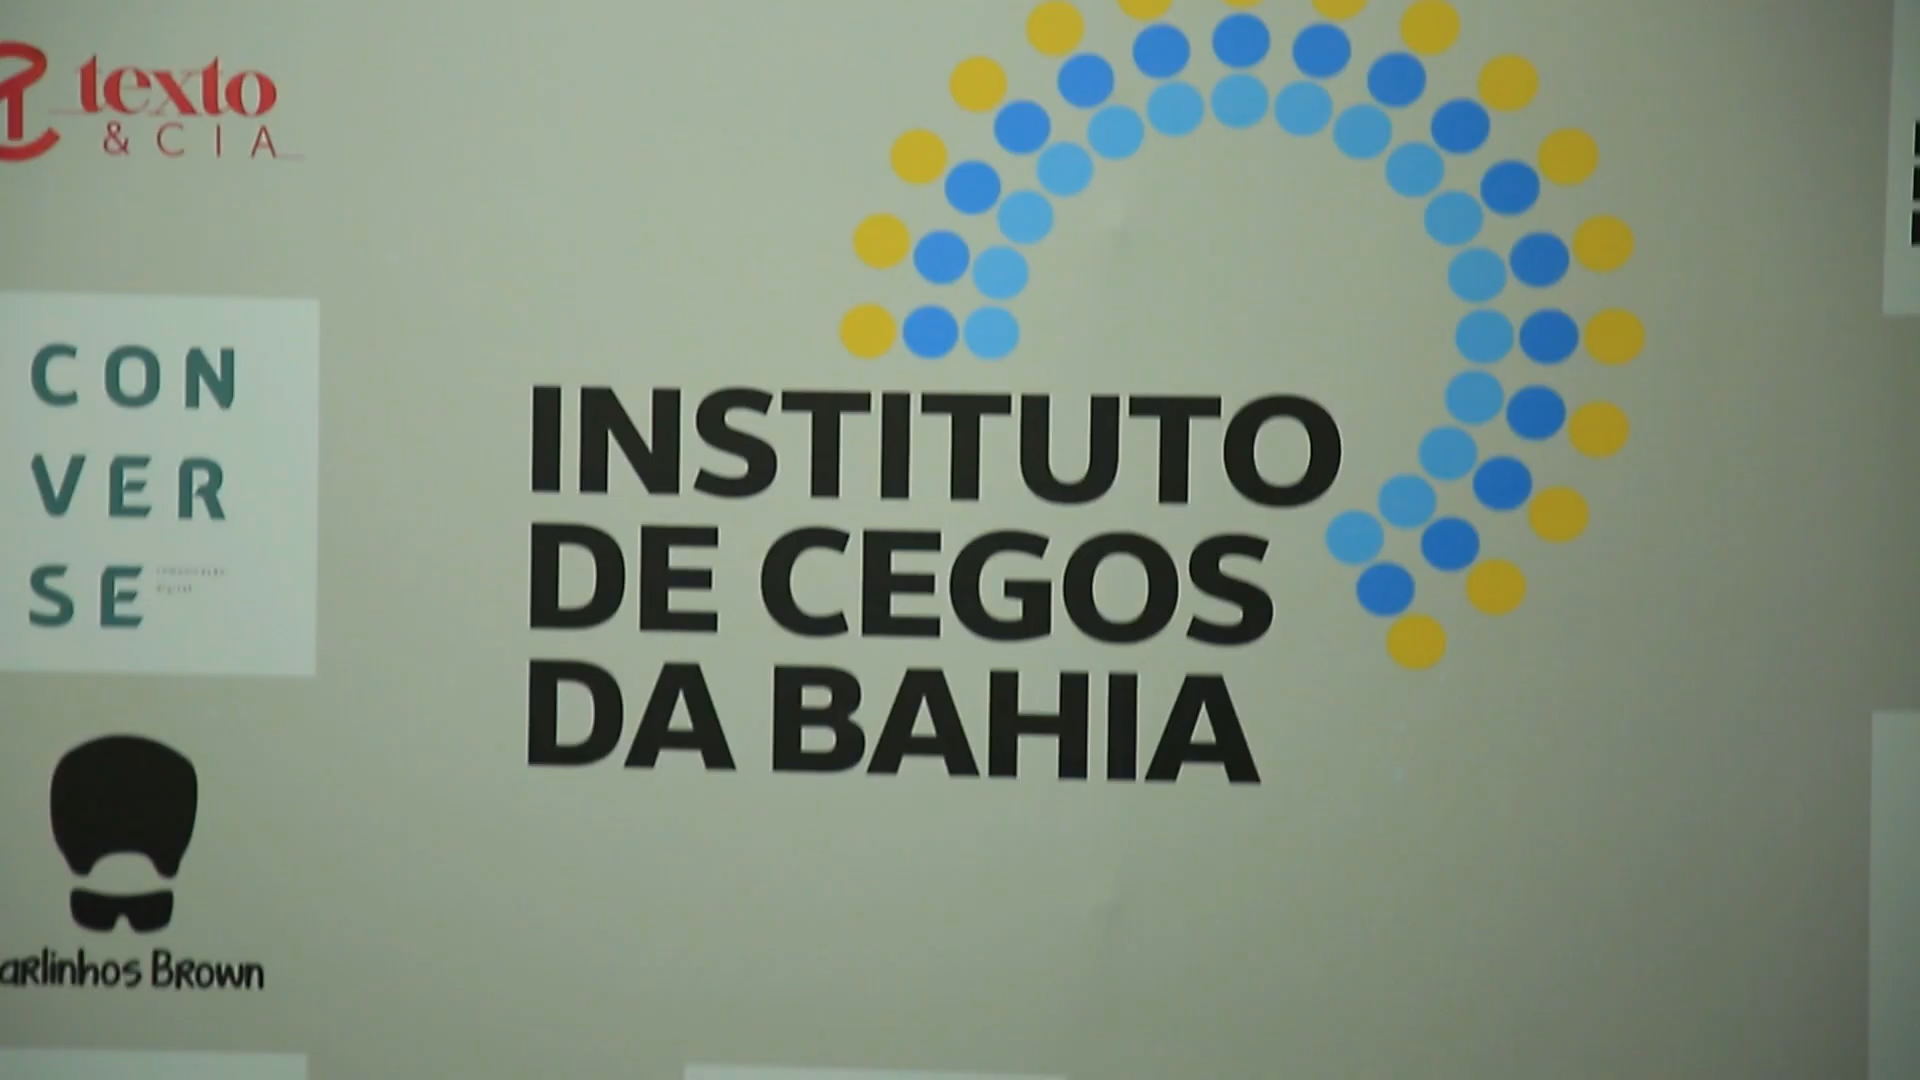 texto
& CIA
CON
VER
SE
arlinhos Brown
INSTITUTO
DE CEGOS
DA BAHIA